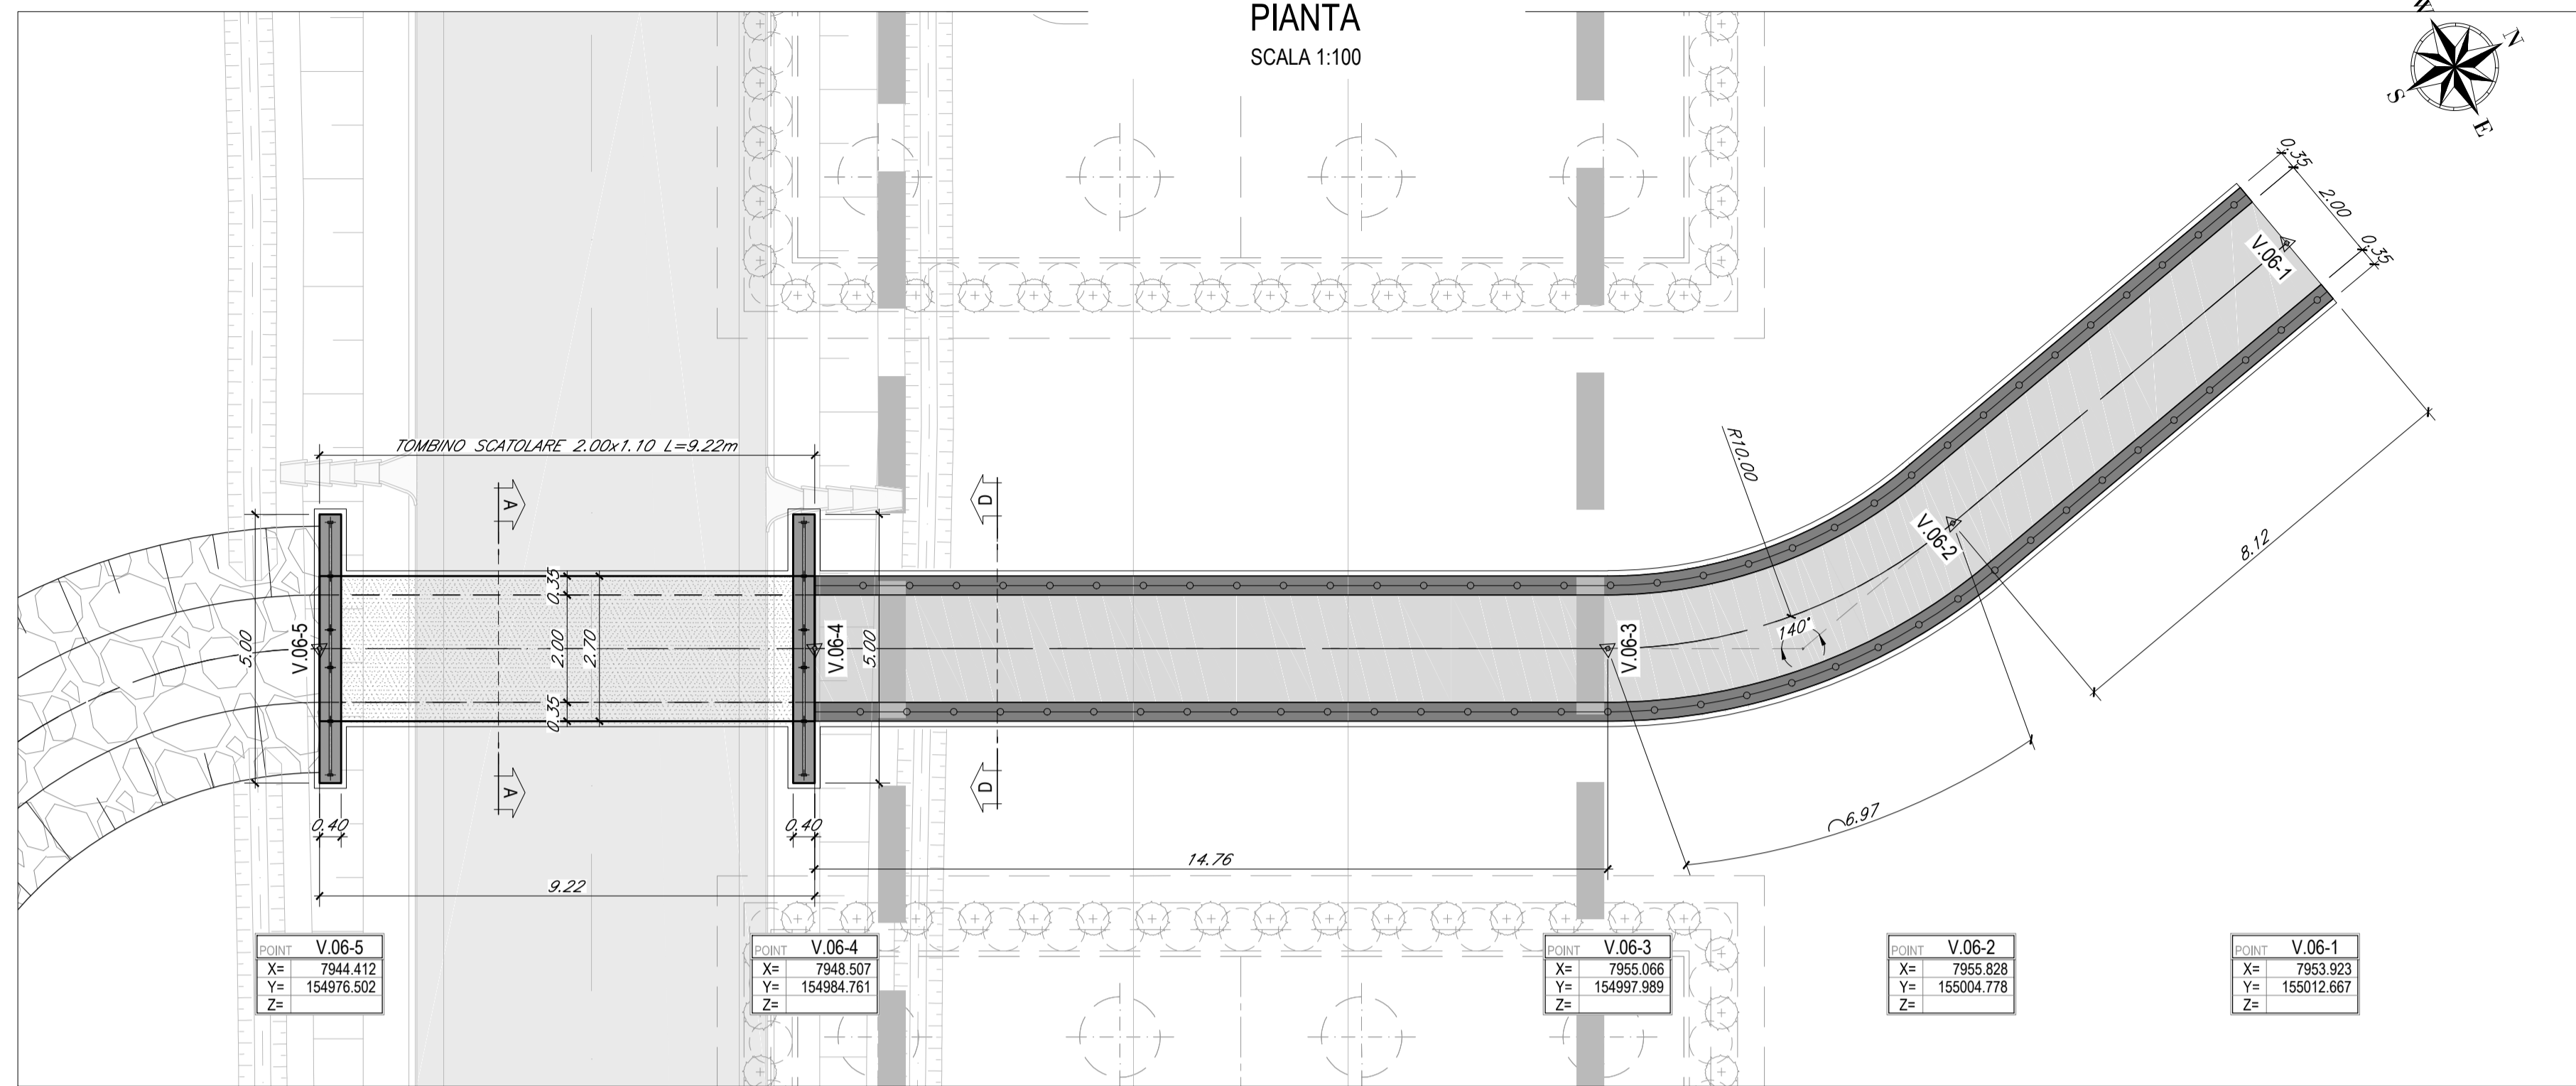 PIANTA
SCALA 1:100
W
N
S
E
0.35
2.00
0.35
V.06-1
TOMBINO SCATOLARE 2.00x1.10 L=9.22m
R10.00
V.06-2
8.12
A
D
0.35
5.00
V.06-5
2.00
2.70
V.06-4
5.00
V.06-3
140°
0.35
A
D
0.40
0.40
6.97
14.76
9.22
POINT V.06-5
X= 7944.412
Y= 154976.502
Z=
POINT V.06-4
X= 7948.507
Y= 154984.761
Z=
POINT V.06-3
X= 7955.066
Y= 154997.989
Z=
POINT V.06-2
X= 7955.828
Y= 155004.778
Z=
POINT V.06-1
X= 7953.923
Y= 155012.667
Z=